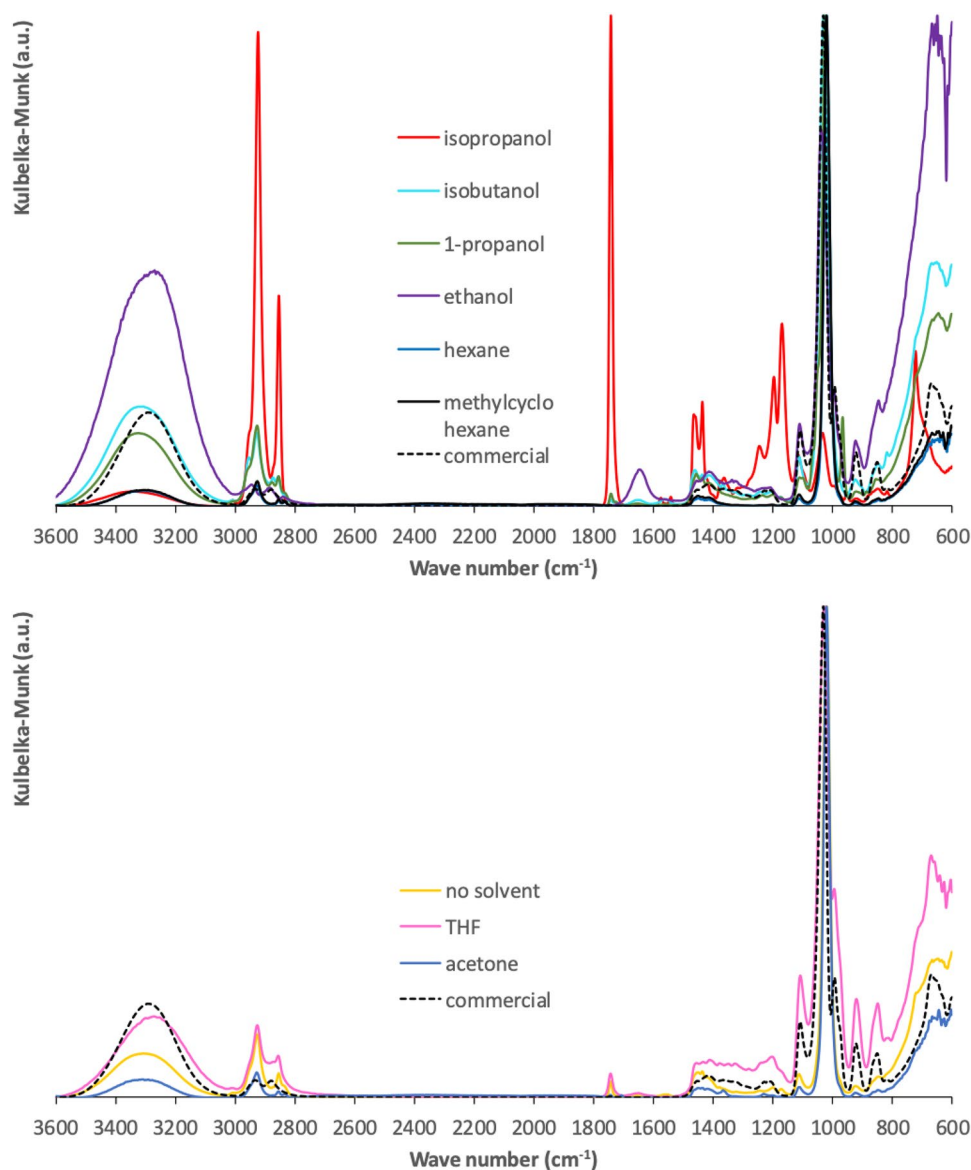 Kulbelka-Munk (a.u.)
isopropanol
isobutanol
1-propanol
ethanol
hexane
methylcyclo
hexane
commercial
3600 3400 3200 3000 2800 2600 2400 2200 2000 1800 1600 1400 1200 1000 800 600
Wave number (cm⁻¹)
Kulbelka-Munk (a.u.)
no solvent
THF
acetone
commercial
3600 3400 3200 3000 2800 2600 2400 2200 2000 1800 1600 1400 1200 1000 800 600
Wave number (cm⁻¹)